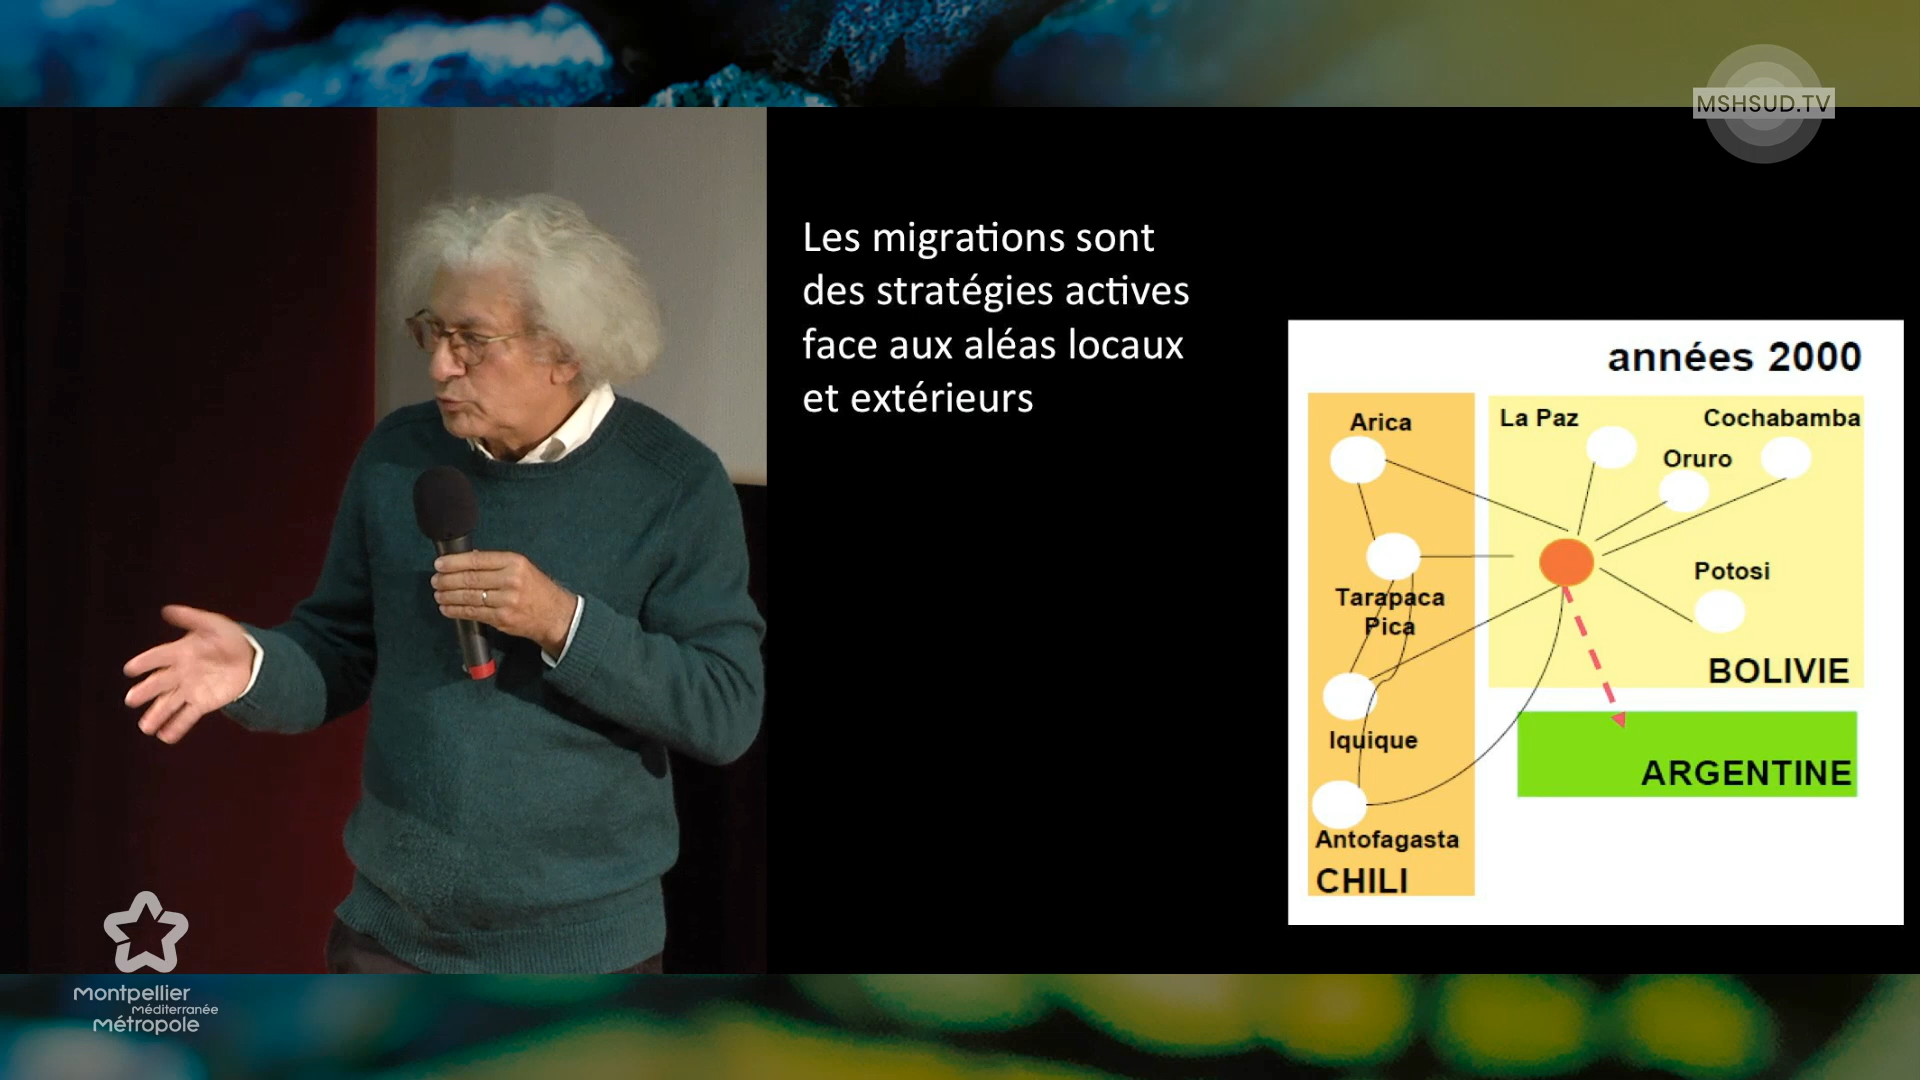 MSHSUD.TV
Les migrations sont
des stratégies actives
face aux aléas locaux
et extérieurs
années 2000
Arica
La Paz
Cochabamba
Oruro
Tarapaca
Pica
Potosi
BOLIVIE
Iquique
ARGENTINE
Antofagasta
CHILI
montpellier
méditerranée
métropole